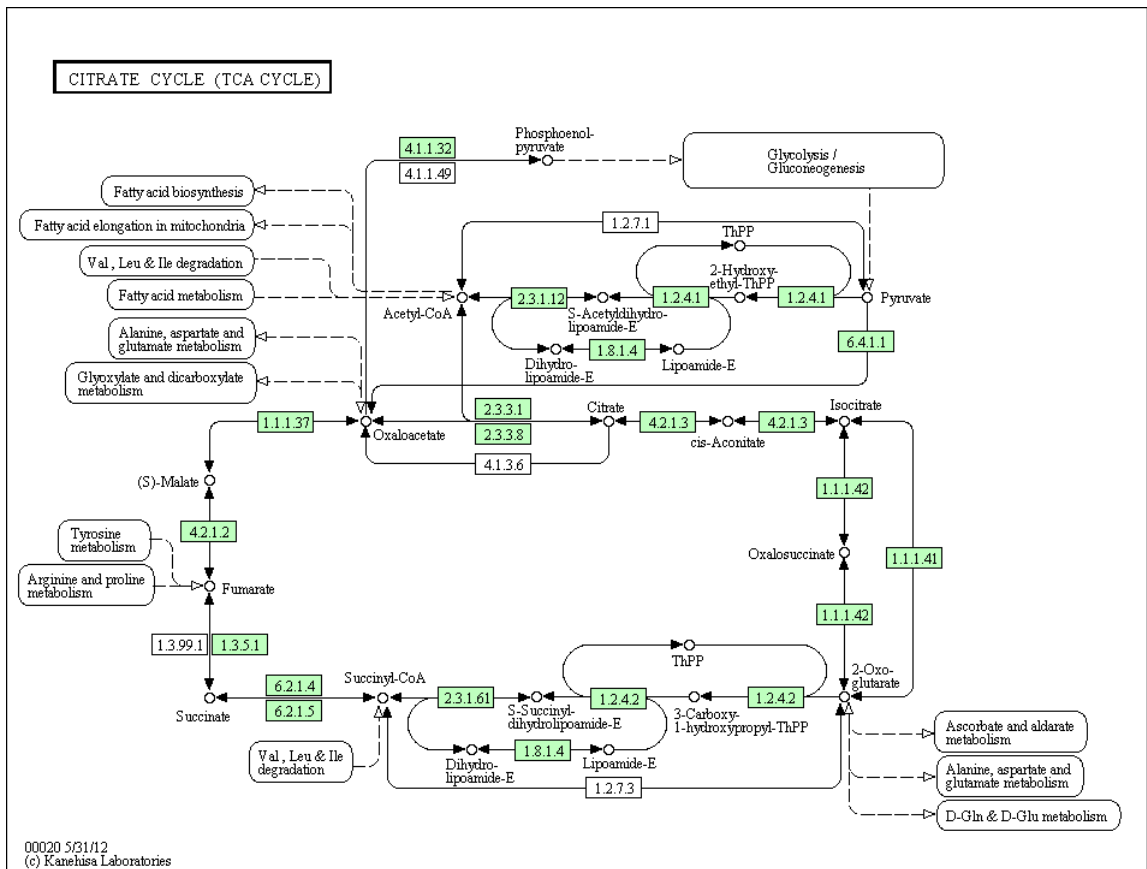 CITRATE CYCLE (TCA CYCLE)
Phosphoenol-
pyruvate
4.1.1.32
4.1.1.49
Glycolysis /
Gluconeogenesis
Fatty acid biosynthesis
Fatty acid elongation in mitochondria
Val , Leu & Ile degradation
Fatty acid metabolism
Alanine, aspartate and
glutamate metabolism
Glyoxylate and dicarboxylate
metabolism
1.2.7.1
ThPP
2-Hydroxy-
ethyl-ThPP
Acetyl-CoA
2.3.1.12
S-Acetyldihydro-
lipoamide-E
1.2.4.1
1.2.4.1
Pyruvate
Dihydro-
lipoamide-E
1.8.1.4
Lipoamide-E
6.4.1.1
1.1.1.37
Oxaloacetate
2.3.3.1
2.3.3.8
4.1.3.6
Citrate
4.2.1.3
cis-Aconitate
4.2.1.3
Isocitrate
(S)-Malate
1.1.1.42
4.2.1.2
Tyrosine
metabolism
Oxalosuccinate
1.1.1.41
Arginine and proline
metabolism
Fumarate
1.1.1.42
1.3.99.1
1.3.5.1
ThPP
Succinate
6.2.1.4
6.2.1.5
Succinyl-CoA
2.3.1.61
S-Succinyl-
dihydrolipoamide-E
1.2.4.2
3-Carboxy-
1-hydroxypropyl-ThPP
1.2.4.2
2-Oxo-
glutarate
Val , Leu & Ile
degradation
Dihydro-
lipoamide-E
1.8.1.4
Lipoamide-E
1.2.7.3
Ascorbate and aldarate
metabolism
Alanine, aspartate and
glutamate metabolism
D-Gln & D-Glu metabolism
00020 5/31/12
(c) Kanehisa Laboratories